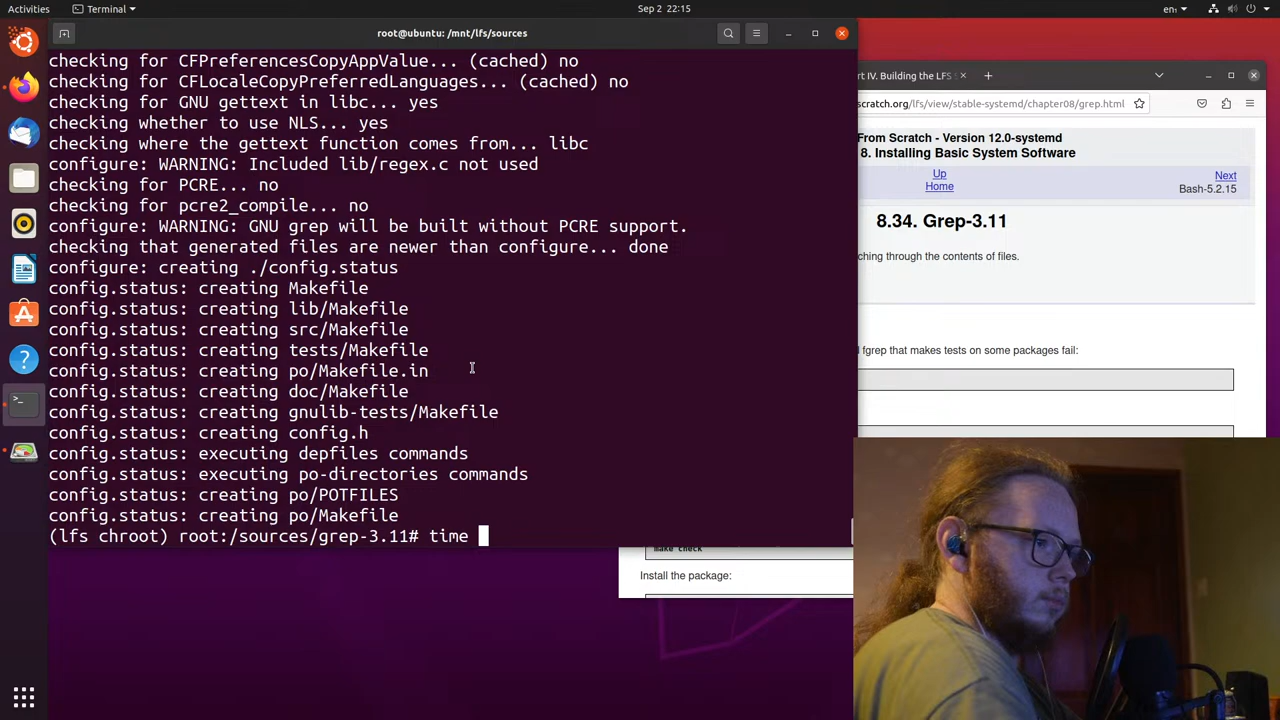 Activities
Terminal
Sep 2 22:15
en
root@ubuntu: /mnt/lfs/sources
checking for CFPreferencesCopyAppValue... (cached) no
checking for CFLocaleCopyPreferredLanguages... (cached) no
checking for GNU gettext in libc... yes
checking whether to use NLS... yes
checking where the gettext function comes from... libc
configure: WARNING: Included lib/regex.c not used
checking for PCRE... no
checking for pcre2_compile... no
configure: WARNING: GNU grep will be built without PCRE support.
checking that generated files are newer than configure... done
configure: creating ./config.status
config.status: creating Makefile
config.status: creating lib/Makefile
config.status: creating src/Makefile
config.status: creating tests/Makefile
config.status: creating po/Makefile.in
config.status: creating doc/Makefile
config.status: creating gnulib-tests/Makefile
config.status: creating config.h
config.status: executing depfiles commands
config.status: executing po-directories commands
config.status: creating po/POTFILES
config.status: creating po/Makefile
(lfs chroot) root:/sources/grep-3.11# time
rt IV. Building the LFS S
scratch.org/lfs/view/stable-systemd/chapter08/grep.html
From Scratch - Version 12.0-systemd
8. Installing Basic System Software
Up
Home
Next
Bash-5.2.15
8.34. Grep-3.11
ching through the contents of files.
d fgrep that makes tests on some packages fail:
make check
Install the package: